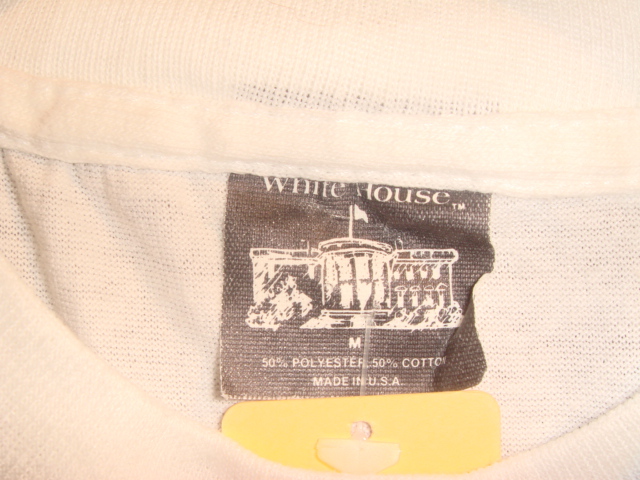 White House™
M
50% POLYESTER 50% COTTON
MADE IN U.S.A.